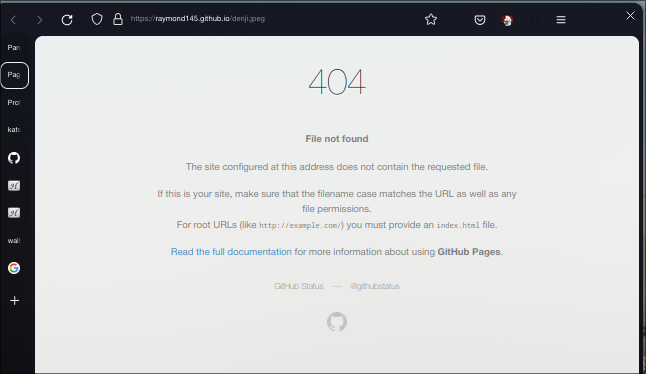 https://raymond145.github.io/denji.jpeg
Par
Pag
Prof
kats
wall
404
File not found
The site configured at this address does not contain the requested file.
If this is your site, make sure that the filename case matches the URL as well as any
file permissions.
For root URLs (like http://example.com/) you must provide an index.html file.
Read the full documentation for more information about using GitHub Pages.
GitHub Status — @githubstatus